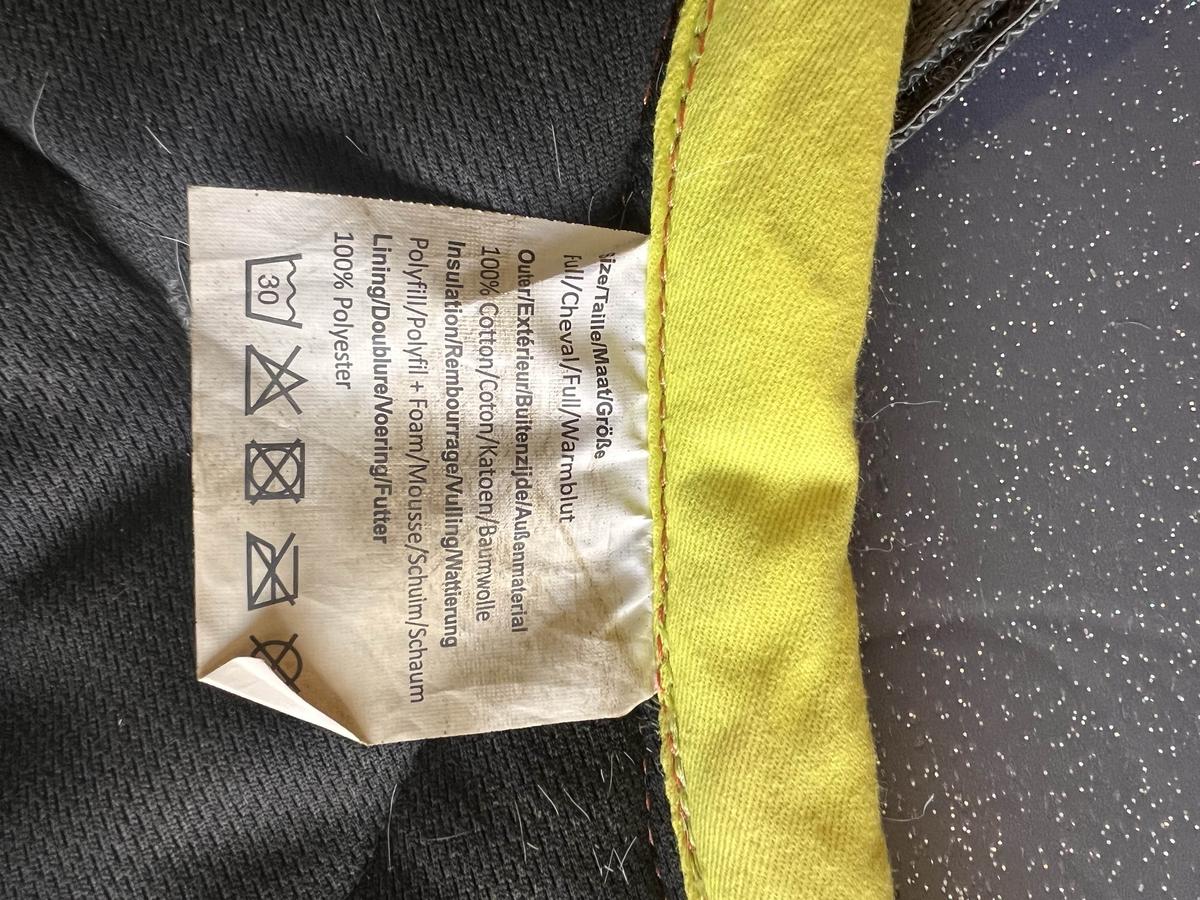 Size/Taille/Maat/Größe
Full/Cheval/Full/Warmblut
Outer/Extérieur/Buitenzijde/Außenmaterial
100% Cotton/Coton/Katoen/Baumwolle
Insulation/Rembourrage/Vulling/Wattierung
Polyfill/Polyfil + Foam/Mousse/Schuim/Schaum
Lining/Doublure/Voering/Futter
100% Polyester
30